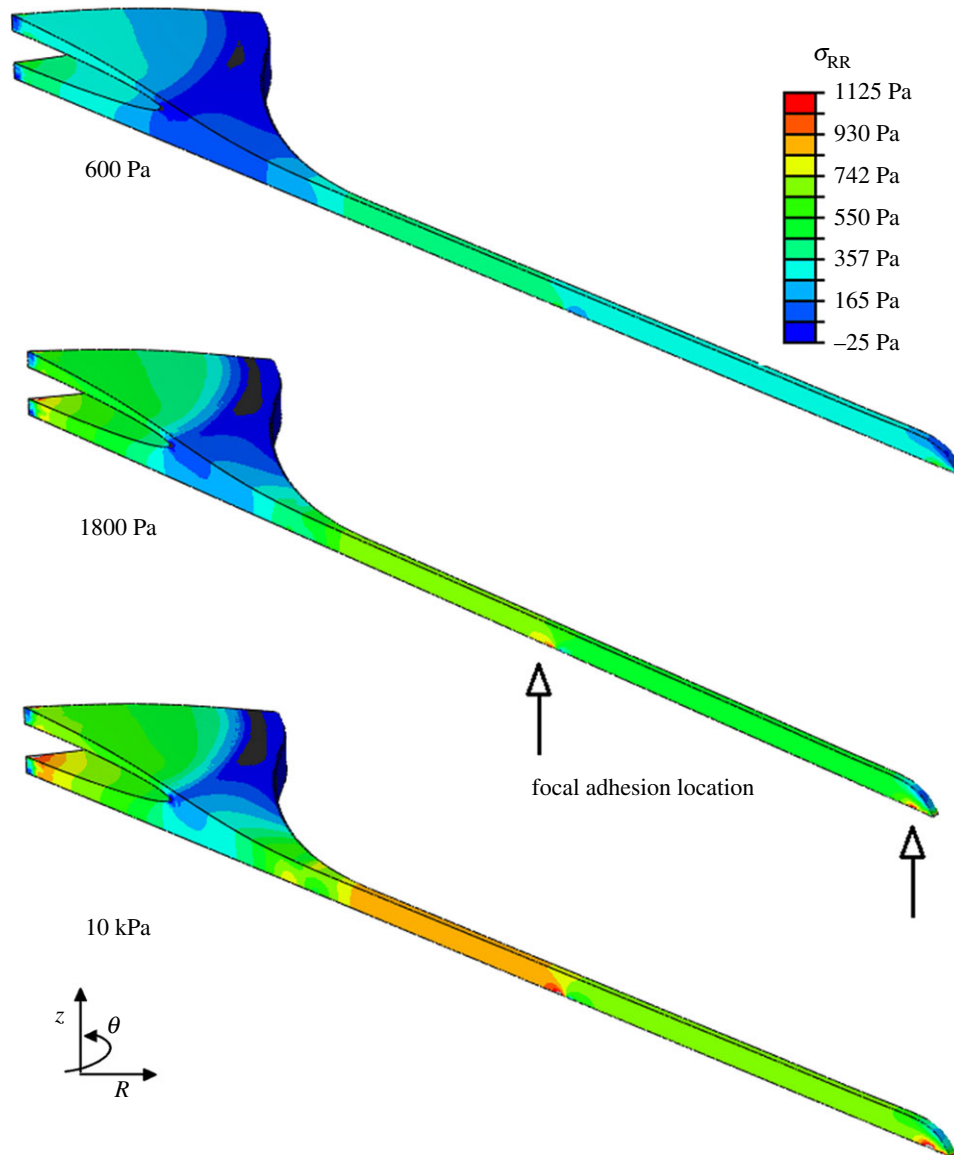 σRR
1125 Pa
930 Pa
742 Pa
550 Pa
357 Pa
165 Pa
–25 Pa
600 Pa
1800 Pa
focal adhesion location
10 kPa
z
θ
R